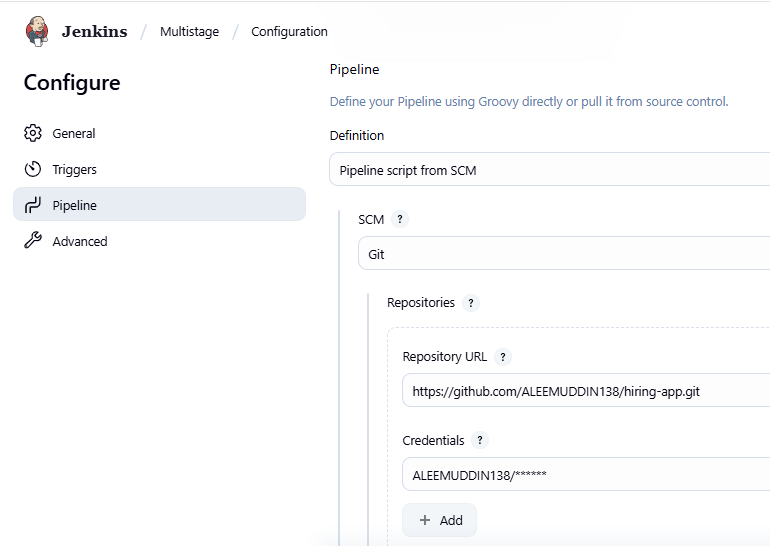 Jenkins / Multistage / Configuration
Configure
General
Triggers
Pipeline
Advanced
Pipeline
Define your Pipeline using Groovy directly or pull it from source control.
Definition
Pipeline script from SCM
SCM ?
Git
Repositories ?
Repository URL ?
https://github.com/ALEEMUDDIN138/hiring-app.git
Credentials ?
ALEEMUDDIN138/******
+ Add